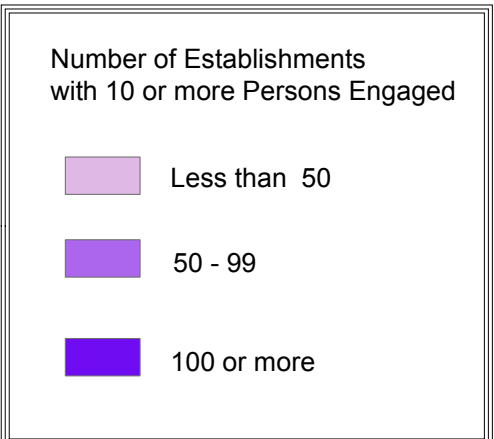 Number of Establishments
with 10 or more Persons Engaged
Less than 50
50 - 99
100 or more